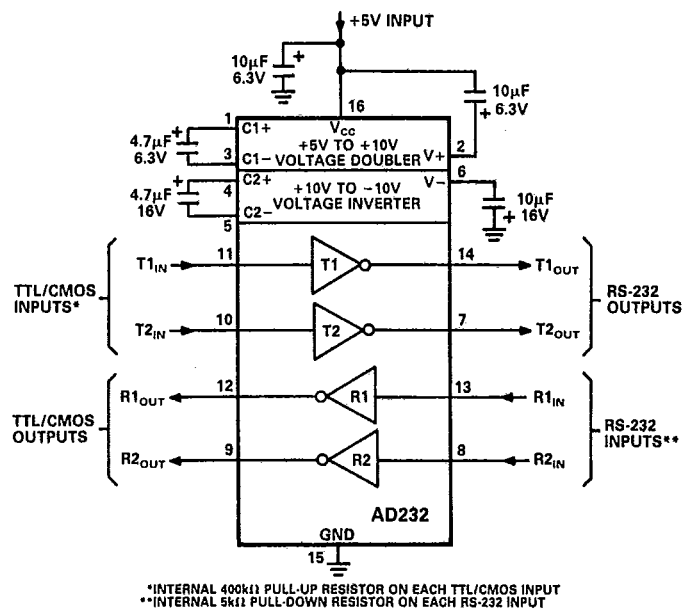 +5V INPUT
10μF
6.3V
+
10μF
6.3V
+
16
VCC
1
C1+
4.7μF
6.3V
+
3
C1−
+5V TO +10V
VOLTAGE DOUBLER
V+
2
C2+
4
4.7μF
16V
+
C2−
5
+10V TO −10V
VOLTAGE INVERTER
V−
6
10μF
16V
+
TTL/CMOS
INPUTS*
T1IN
11
T1
14
T1OUT
T2IN
10
T2
7
T2OUT
RS-232
OUTPUTS
TTL/CMOS
OUTPUTS
R1OUT
12
R1
13
R1IN
R2OUT
9
R2
8
R2IN
RS-232
INPUTS**
AD232
GND
15
*INTERNAL 400kΩ PULL-UP RESISTOR ON EACH TTL/CMOS INPUT
**INTERNAL 5kΩ PULL-DOWN RESISTOR ON EACH RS-232 INPUT